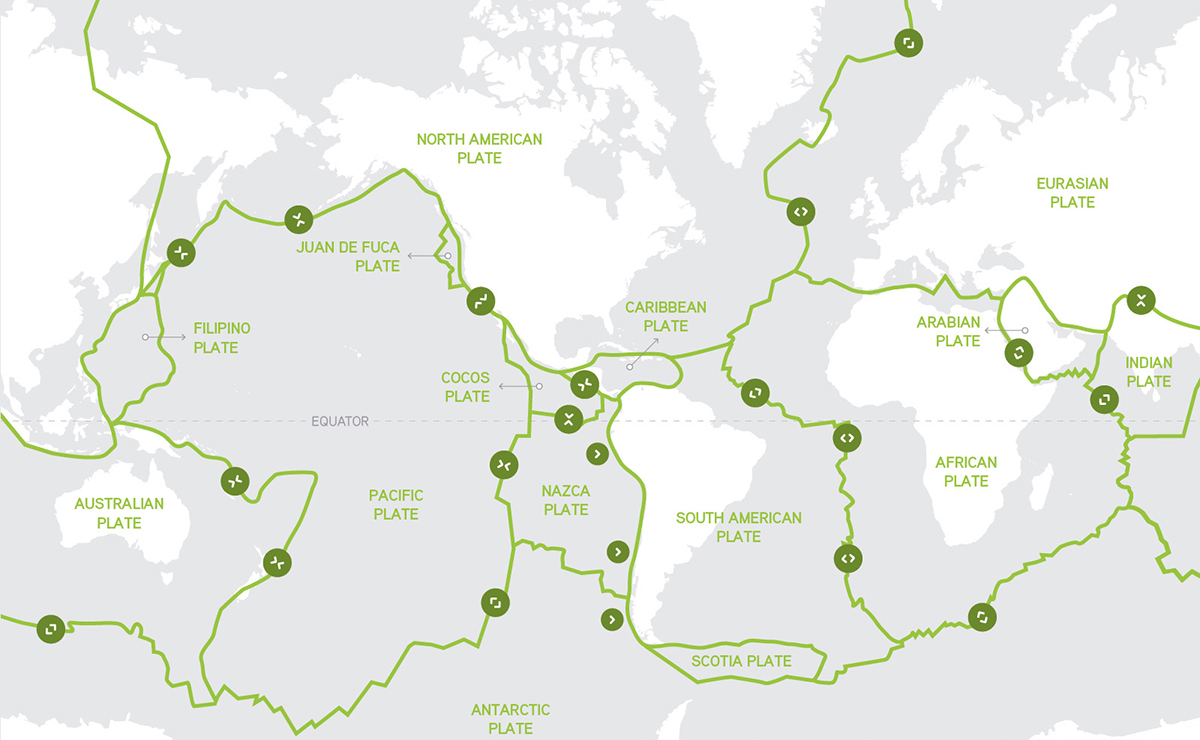 NORTH AMERICAN
PLATE
EURASIAN
PLATE
JUAN DE FUCA
PLATE
FILIPINO
PLATE
CARIBBEAN
PLATE
ARABIAN
PLATE
INDIAN
PLATE
COCOS
PLATE
EQUATOR
AFRICAN
PLATE
AUSTRALIAN
PLATE
PACIFIC
PLATE
NAZCA
PLATE
SOUTH AMERICAN
PLATE
SCOTIA PLATE
ANTARCTIC
PLATE